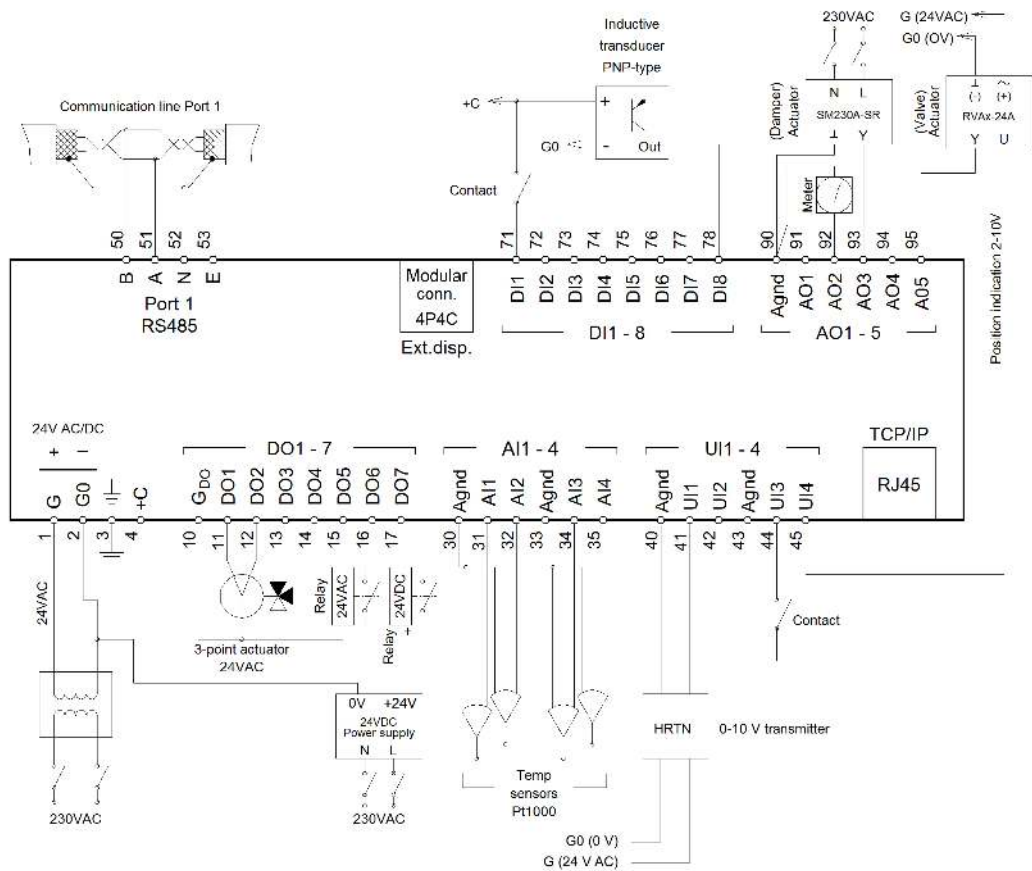 230VAC
G (24VAC)
G0 (OV)
Inductive
transducer
PNP-type
+C
+
G0
-
Out
Communication line Port 1
(Damper)
Actuator
N L
SM230A-SR
⊥ Y
(Valve)
Actuator
⊥ ~
(-) (+)
RVAx-24A
Y U
Contact
Meter
50 51 52 53
71 72 73 74 75 76 77 78
90 91 92 93 94 95
B A N E
Port 1
RS485
Modular
conn.
4P4C
Ext.disp.
DI1 DI2 DI3 DI4 DI5 DI6 DI7 DI8
DI1 - 8
Agnd AO1 AO2 AO3 AO4 A05
AO1 - 5
Position indication 2-10V
24V AC/DC
+ −
G G0 +C
DO1 - 7
GDO DO1 DO2 DO3 DO4 DO5 DO6 DO7
AI1 - 4
Agnd AI1 AI2 Agnd AI3 AI4
UI1 - 4
Agnd UI1 UI2 Agnd UI3 UI4
TCP/IP
RJ45
1 2 3 4
10 11 12 13 14 15 16 17
30 31 32 33 34 35
40 41 42 43 44 45
24VAC
3-point actuator
24VAC
Relay
24VAC
24VDC
Relay
+
Contact
0V +24V
24VDC
Power supply
N L
230VAC
230VAC
Temp
sensors
Pt1000
HRTN
0-10 V transmitter
G0 (0 V)
G (24 V AC)